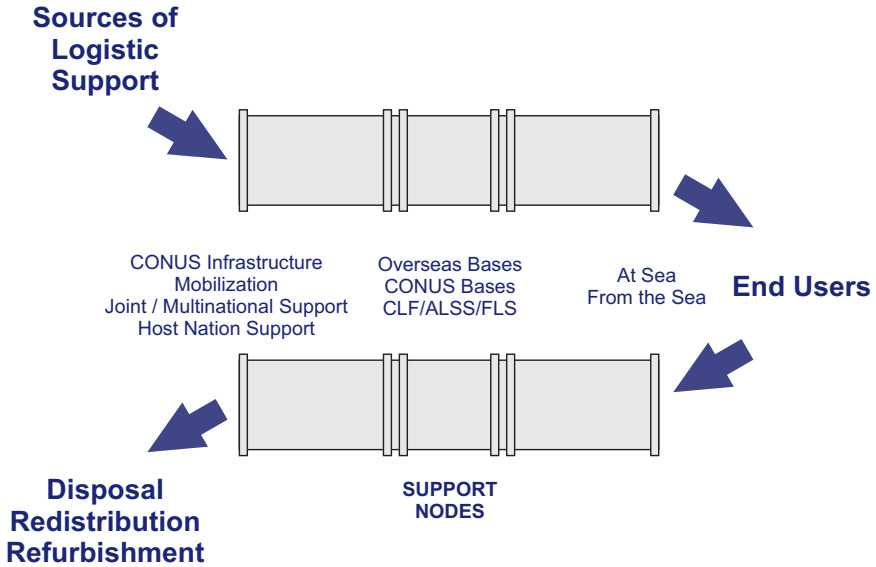 Sources of
Logistic
Support
CONUS Infrastructure
Mobilization
Joint / Multinational Support
Host Nation Support
Overseas Bases
CONUS Bases
CLF/ALSS/FLS
At Sea
From the Sea
End Users
Disposal
Redistribution
Refurbishment
SUPPORT
NODES